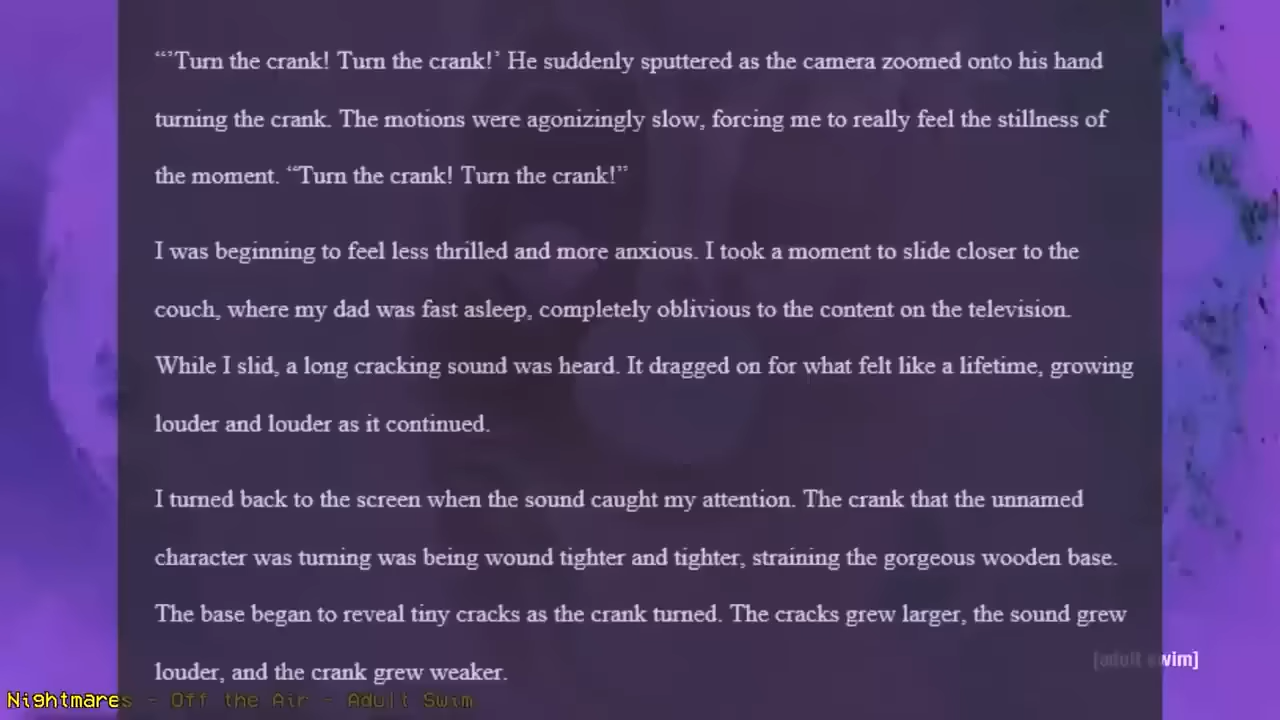 “’Turn the crank! Turn the crank!’ He suddenly sputtered as the camera zoomed onto his hand
turning the crank. The motions were agonizingly slow, forcing me to really feel the stillness of
the moment. “Turn the crank! Turn the crank!”
I was beginning to feel less thrilled and more anxious. I took a moment to slide closer to the
couch, where my dad was fast asleep, completely oblivious to the content on the television.
While I slid, a long cracking sound was heard. It dragged on for what felt like a lifetime, growing
louder and louder as it continued.
I turned back to the screen when the sound caught my attention. The crank that the unnamed
character was turning was being wound tighter and tighter, straining the gorgeous wooden base.
The base began to reveal tiny cracks as the crank turned. The cracks grew larger, the sound grew
louder, and the crank grew weaker.
[adult swim]
Nightmares - Off the Air - Adult Swim